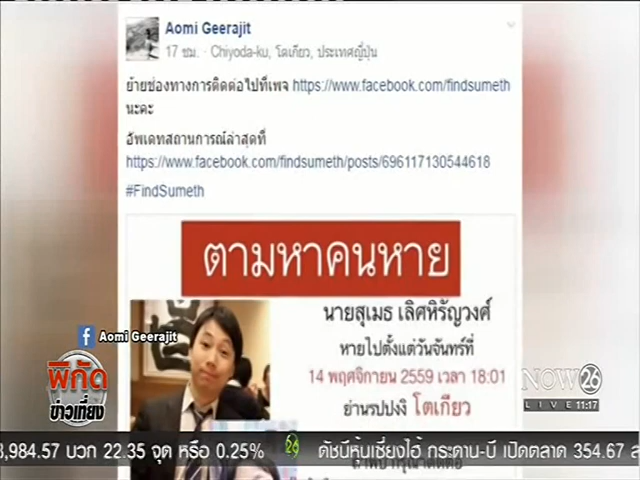 Aomi Geerajit
17 ชม. · Chiyoda-ku, โตเกียว, ประเทศญี่ปุ่น
ย้ายช่องทางการติดต่อไปที่เพจ https://www.facebook.com/findsumeth
นะคะ
อัพเดทสถานการณ์ล่าสุดที่
https://www.facebook.com/findsumeth/posts/696117130544618
#FindSumeth
ตามหาคนหาย
นายสุเมธ เลิศหิรัญวงศ์
หายไปตั้งแต่วันจันทร์ที่
14 พฤศจิกายน 2559 เวลา 18:01
ย่านรปปงงิ โตเกียว
Aomi Geerajit
พิกัด
ข่าวเที่ยง
NOW26
LIVE 11:17
3,984.57 บวก 22.35 จุด หรือ 0.25% 26 ดัชนีหุ้นเซี่ยงไฮ้ กระดาน-บี เปิดตลาด 354.67